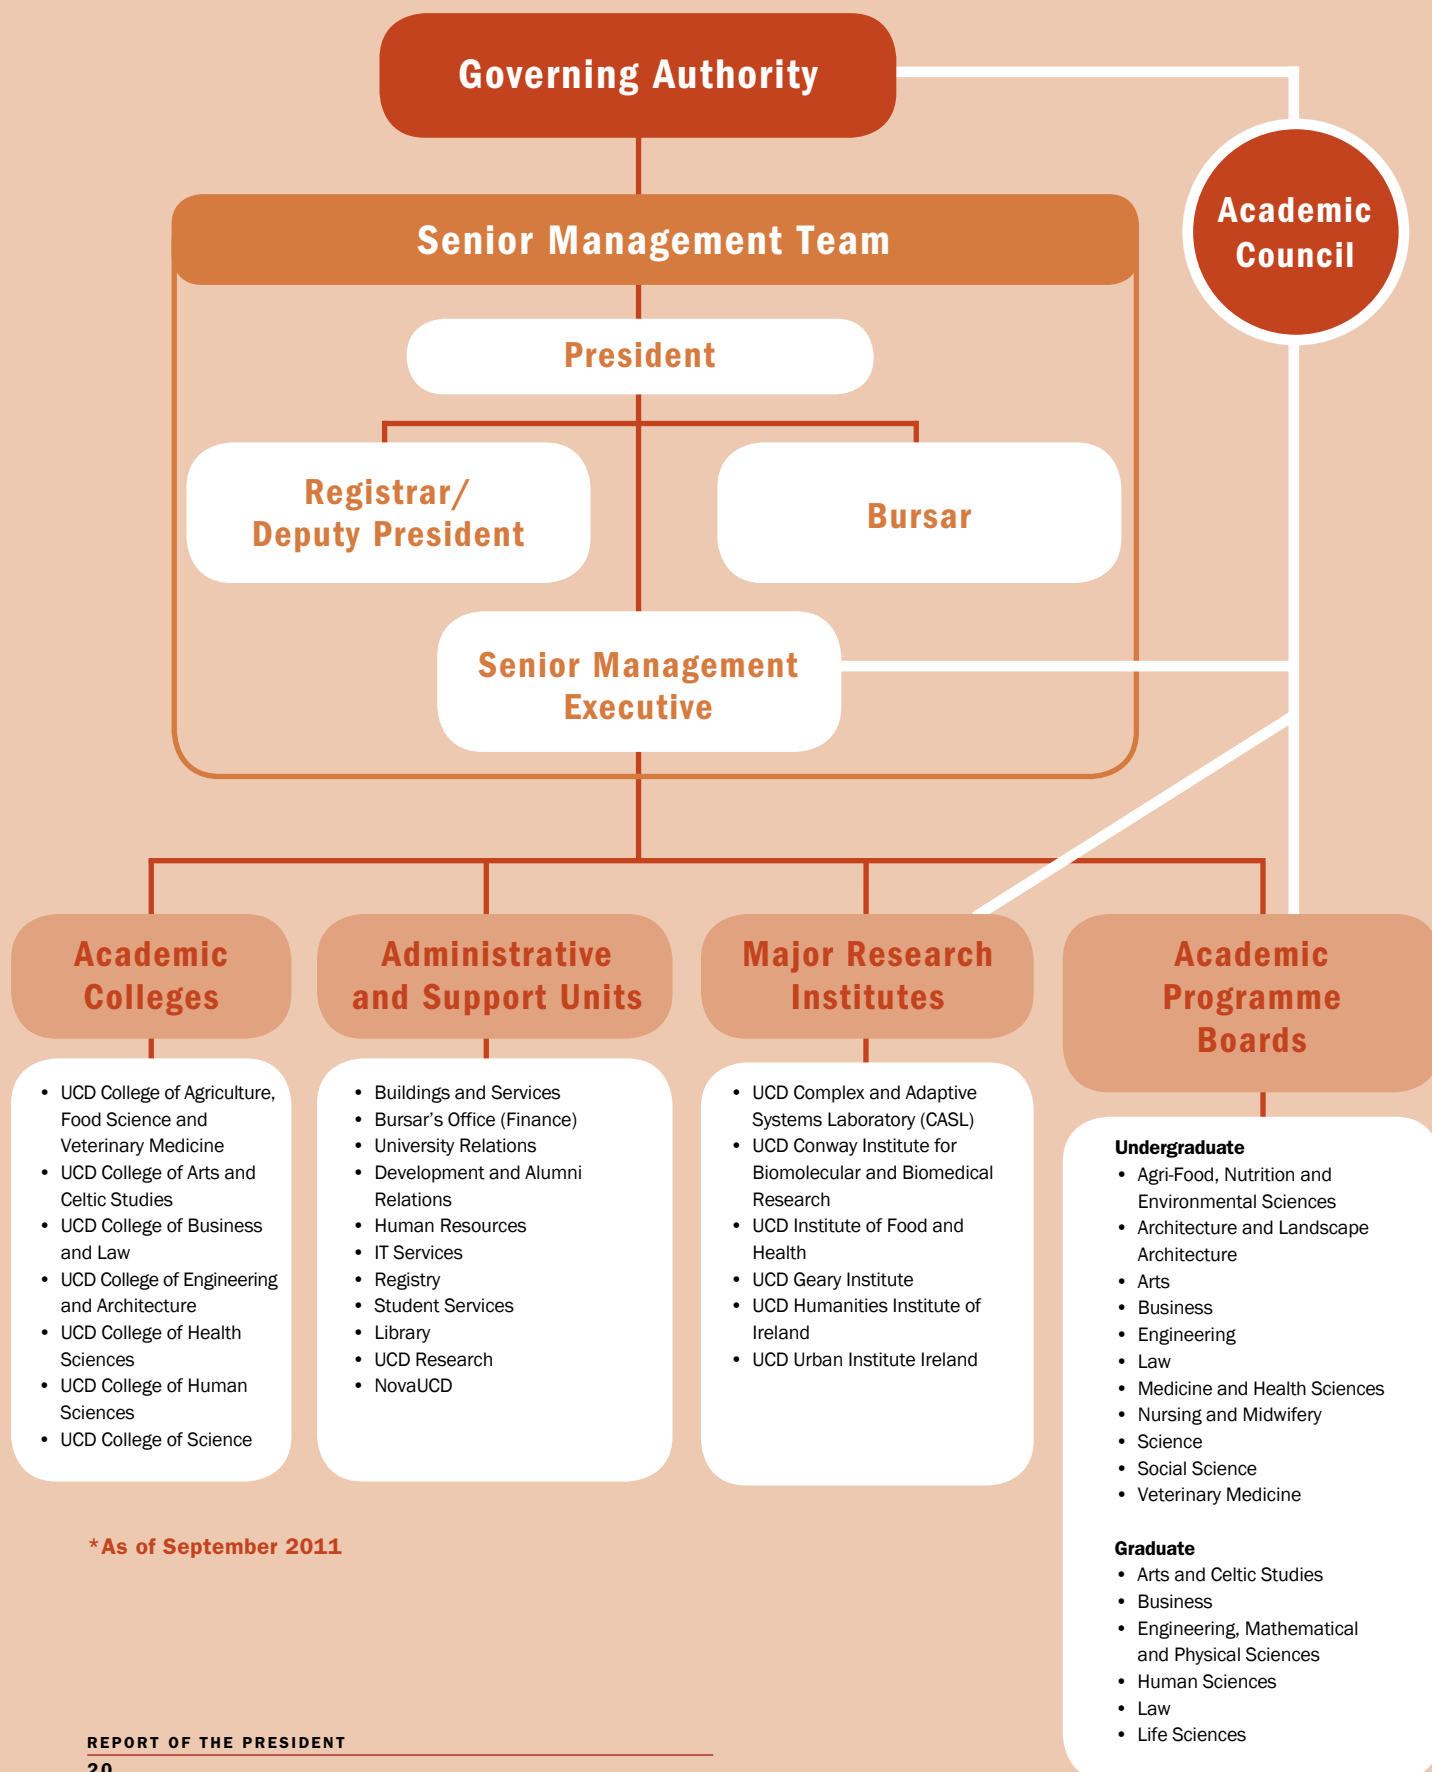 Governing Authority
Academic
Council
Senior Management Team
President
Registrar/
Deputy President
Bursar
Senior Management
Executive
Academic
Colleges
• UCD College of Agriculture,
Food Science and
Veterinary Medicine
• UCD College of Arts and
Celtic Studies
• UCD College of Business
and Law
• UCD College of Engineering
and Architecture
• UCD College of Health
Sciences
• UCD College of Human
Sciences
• UCD College of Science
Administrative
and Support Units
• Buildings and Services
• Bursar's Office (Finance)
• University Relations
• Development and Alumni
Relations
• Human Resources
• IT Services
• Registry
• Student Services
• Library
• UCD Research
• NovaUCD
Major Research
Institutes
• UCD Complex and Adaptive
Systems Laboratory (CASL)
• UCD Conway Institute for
Biomolecular and Biomedical
Research
• UCD Institute of Food and
Health
• UCD Geary Institute
• UCD Humanities Institute of
Ireland
• UCD Urban Institute Ireland
Academic
Programme
Boards
Undergraduate
• Agri-Food, Nutrition and
Environmental Sciences
• Architecture and Landscape
Architecture
• Arts
• Business
• Engineering
• Law
• Medicine and Health Sciences
• Nursing and Midwifery
• Science
• Social Science
• Veterinary Medicine
Graduate
• Arts and Celtic Studies
• Business
• Engineering, Mathematical
and Physical Sciences
• Human Sciences
• Law
• Life Sciences
*As of September 2011
REPORT OF THE PRESIDENT
20